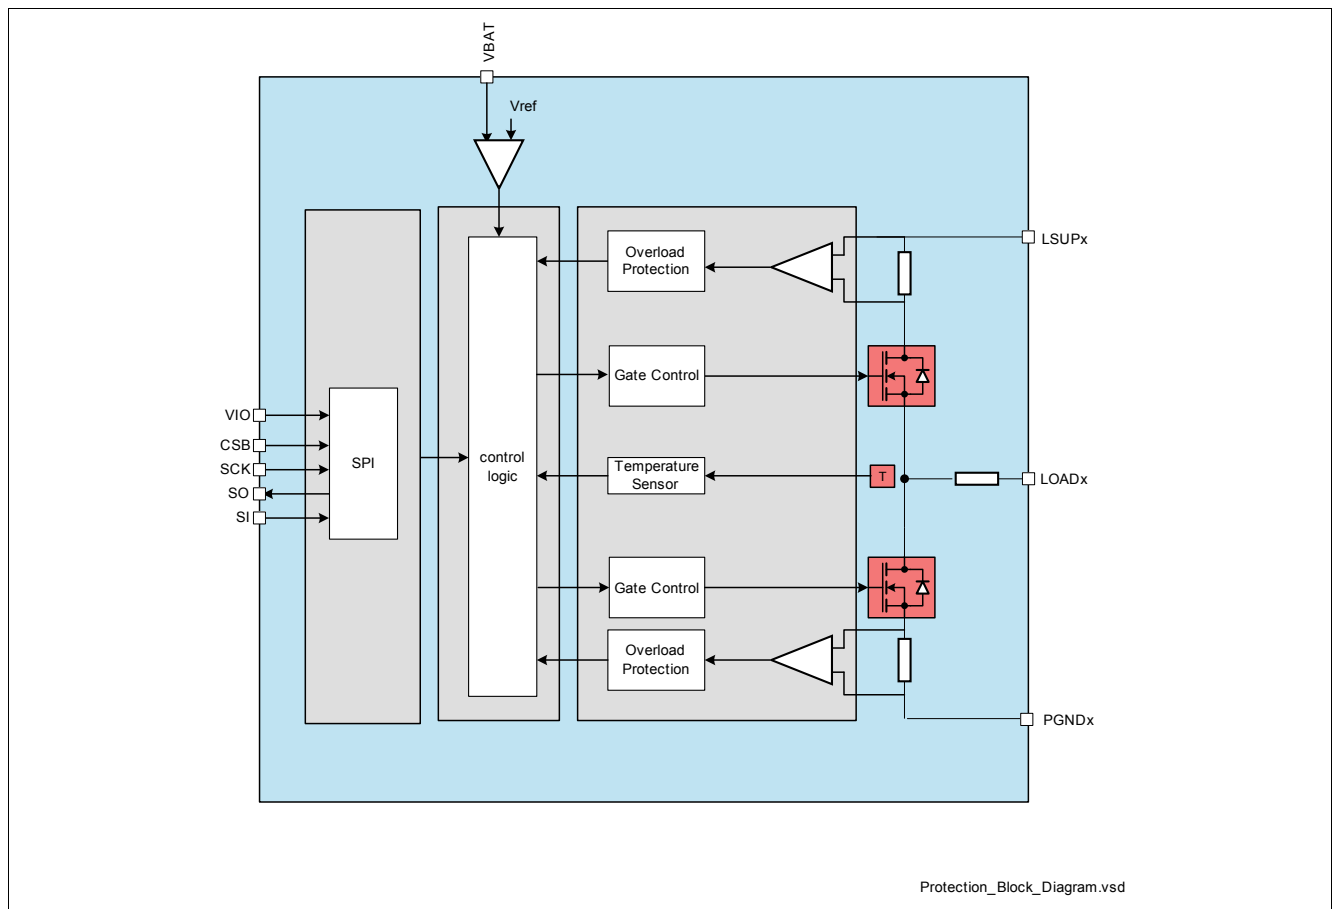 VBAT
Vref
Overload
Protection
LSUPx
Gate Control
VIO
CSB
SCK
SO
SI
SPI
control
logic
Temperature
Sensor
T
LOADx
Gate Control
Overload
Protection
PGNDx
Protection_Block_Diagram.vsd